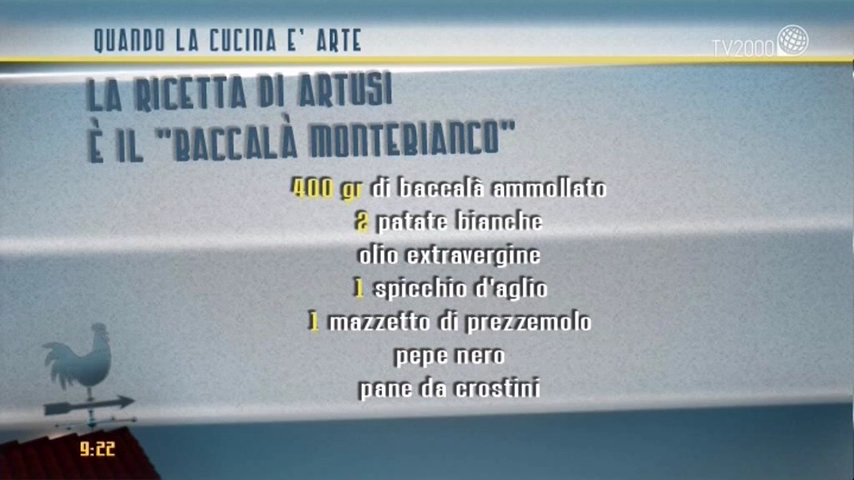 QUANDO LA CUCINA E' ARTE
TV2000
LA RICETTA DI ARTUSI
È IL "BACCALÀ MONTEBIANCO"
400 gr di baccalà ammollato
2 patate bianche
olio extravergine
1 spicchio d'aglio
1 mazzetto di prezzemolo
pepe nero
pane da crostini
9:22